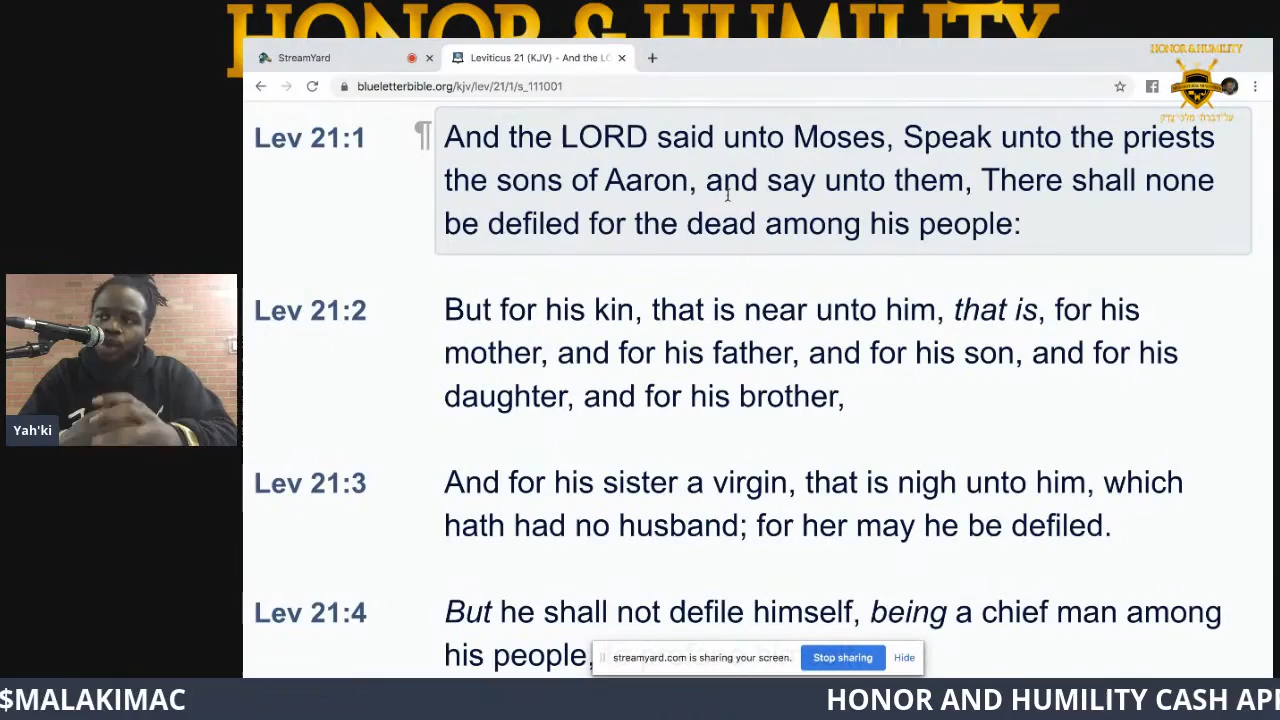 HONOR & HUMILITY
StreamYard
Leviticus 21 (KJV) - And the LO
HONOR & HUMILITY
blueletterbible.org/kjv/lev/21/1/s_111001
Lev 21:1 ¶ And the LORD said unto Moses, Speak unto the priests
the sons of Aaron, and say unto them, There shall none
be defiled for the dead among his people:
Lev 21:2 But for his kin, that is near unto him, that is, for his
mother, and for his father, and for his son, and for his
daughter, and for his brother,
Yah'ki
Lev 21:3 And for his sister a virgin, that is nigh unto him, which
hath had no husband; for her may he be defiled.
Lev 21:4 But he shall not defile himself, being a chief man among
his people,
streamyard.com is sharing your screen. Stop sharing Hide
$MALAKIMAC HONOR AND HUMILITY CASH AP